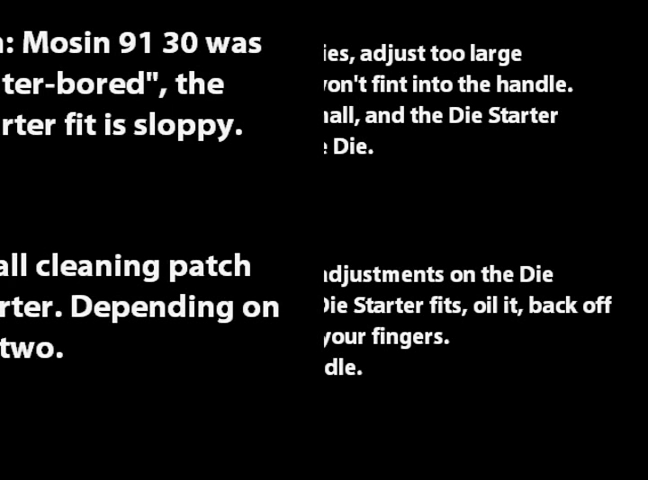 : Mosin 91 30 was
ter-bored", the
rter fit is sloppy.
all cleaning patch
rter. Depending on
two.
ies, adjust too large
on't fint into the handle.
all, and the Die Starter
Die.
djustments on the Die
Die Starter fits, oil it, back off
your fingers.
dle.